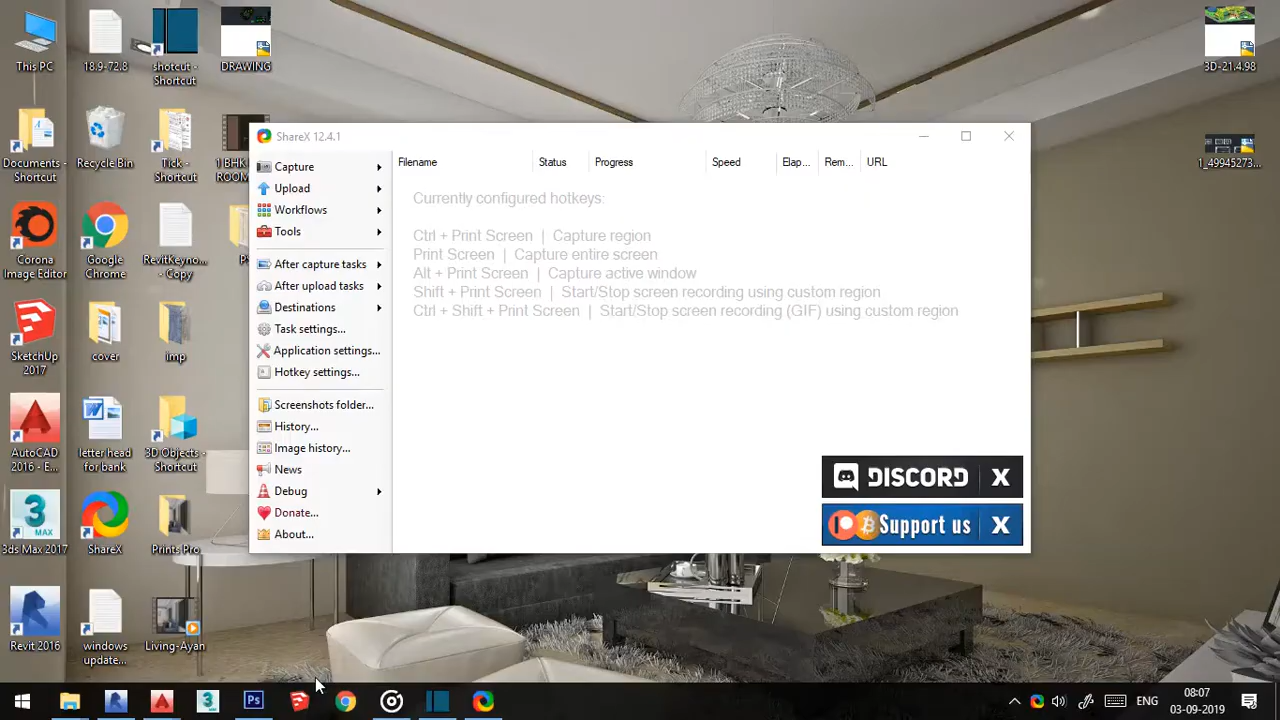 This PC
18.9-72.8
shotcut - Shortcut
DRAWING
3D-21.4.98
Documents - Shortcut
Recycle Bin
Tick - Shortcut
1 BHK
ROOM
1_49945273...
Corona Image Editor
Google Chrome
RevitKeyno... - Copy
SketchUp 2017
cover
imp
AutoCAD 2016 - E...
letter head for bank
3D Objects - Shortcut
3ds Max 2017
ShareX
Prints Pro
Revit 2016
windows update...
Living-Ayan
ShareX 12.4.1
Capture
Upload
Workflows
Tools
After capture tasks
After upload tasks
Destinations
Task settings...
Application settings...
Hotkey settings...
Screenshots folder...
History...
Image history...
News
Debug
Donate...
About...
Filename Status Progress Speed Elap... Rem... URL
Currently configured hotkeys:
Ctrl + Print Screen | Capture region
Print Screen | Capture entire screen
Alt + Print Screen | Capture active window
Shift + Print Screen | Start/Stop screen recording using custom region
Ctrl + Shift + Print Screen | Start/Stop screen recording (GIF) using custom region
DISCORD X
Support us X
ENG
08:07
03-09-2019